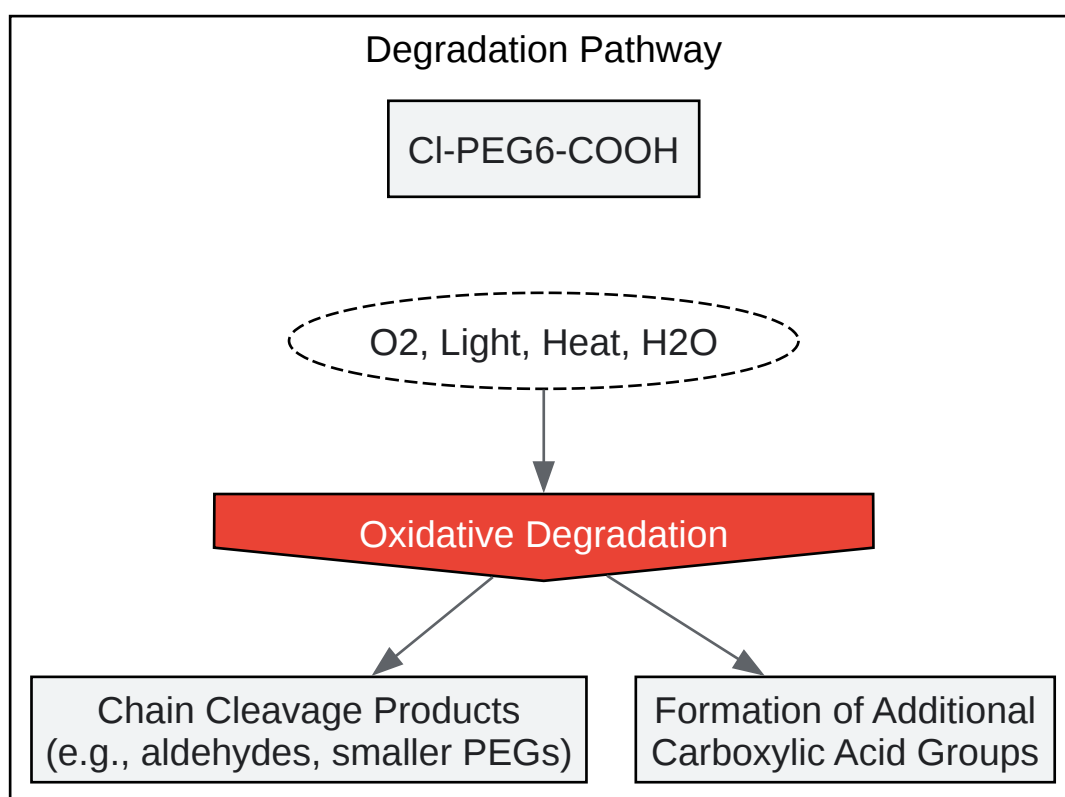 Degradation Pathway
Cl-PEG6-COOH
O2, Light, Heat, H2O
Oxidative Degradation
Chain Cleavage Products
(e.g., aldehydes, smaller PEGs)
Formation of Additional
Carboxylic Acid Groups